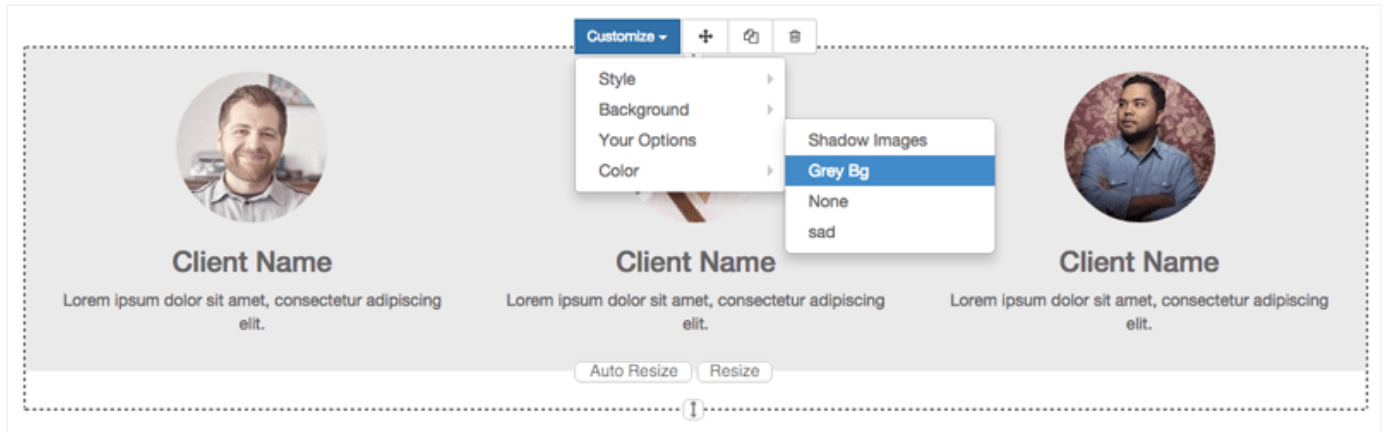 Customize
Style
Background
Your Options
Color
Shadow Images
Grey Bg
None
sad
Client Name
Lorem ipsum dolor sit amet, consectetur adipiscing
elit.
Client Name
Lorem ipsum dolor sit amet, consectetur adipiscing
elit.
Client Name
Lorem ipsum dolor sit amet, consectetur adipiscing
elit.
Auto Resize
Resize